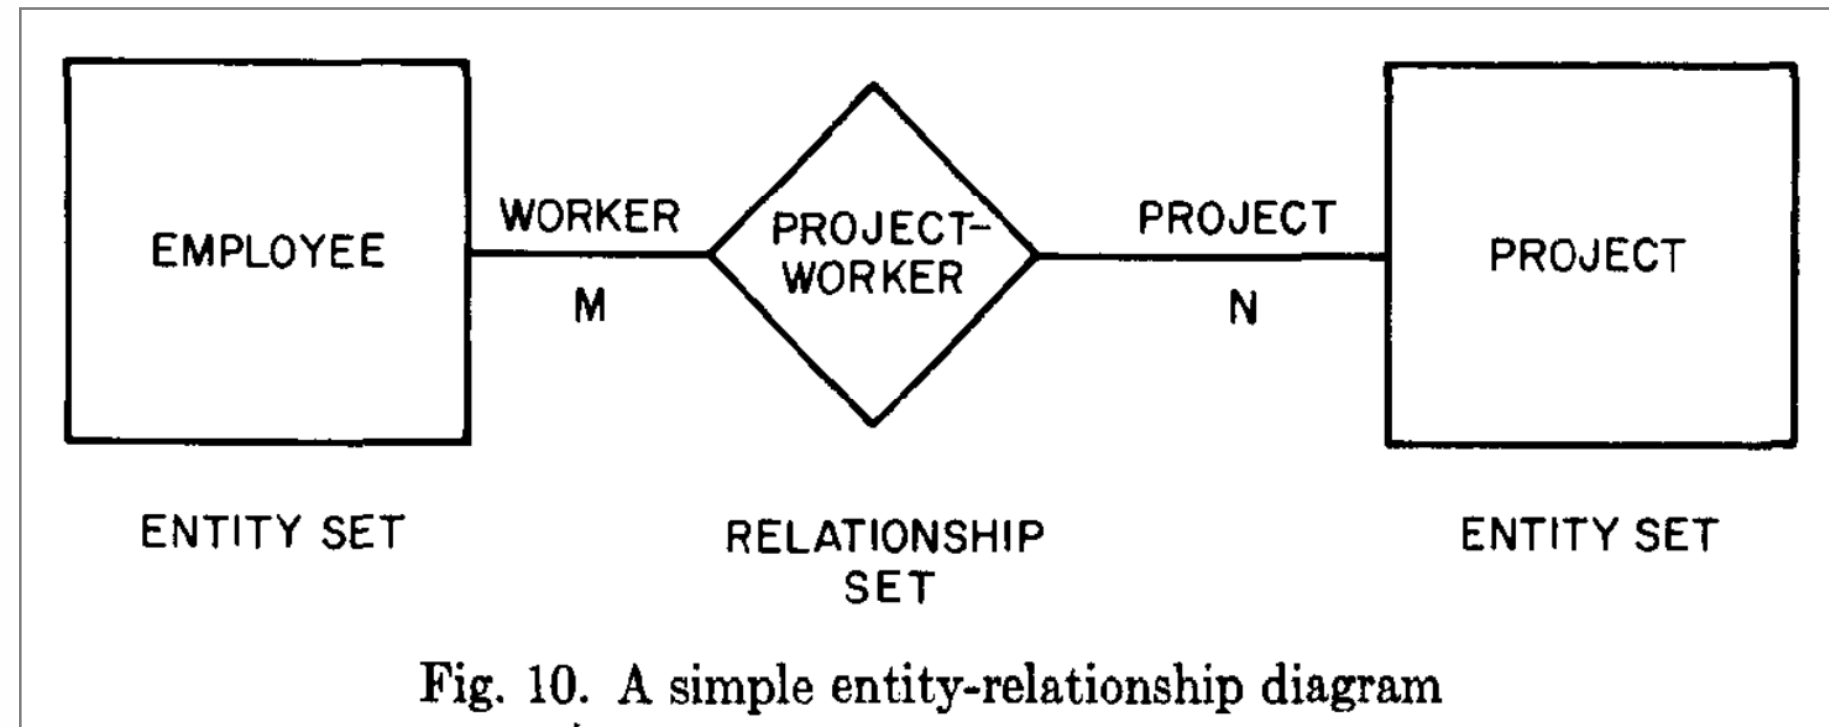 EMPLOYEE
WORKER
M
PROJECT-
WORKER
PROJECT
N
PROJECT
ENTITY SET
RELATIONSHIP
SET
ENTITY SET
Fig. 10. A simple entity-relationship diagram